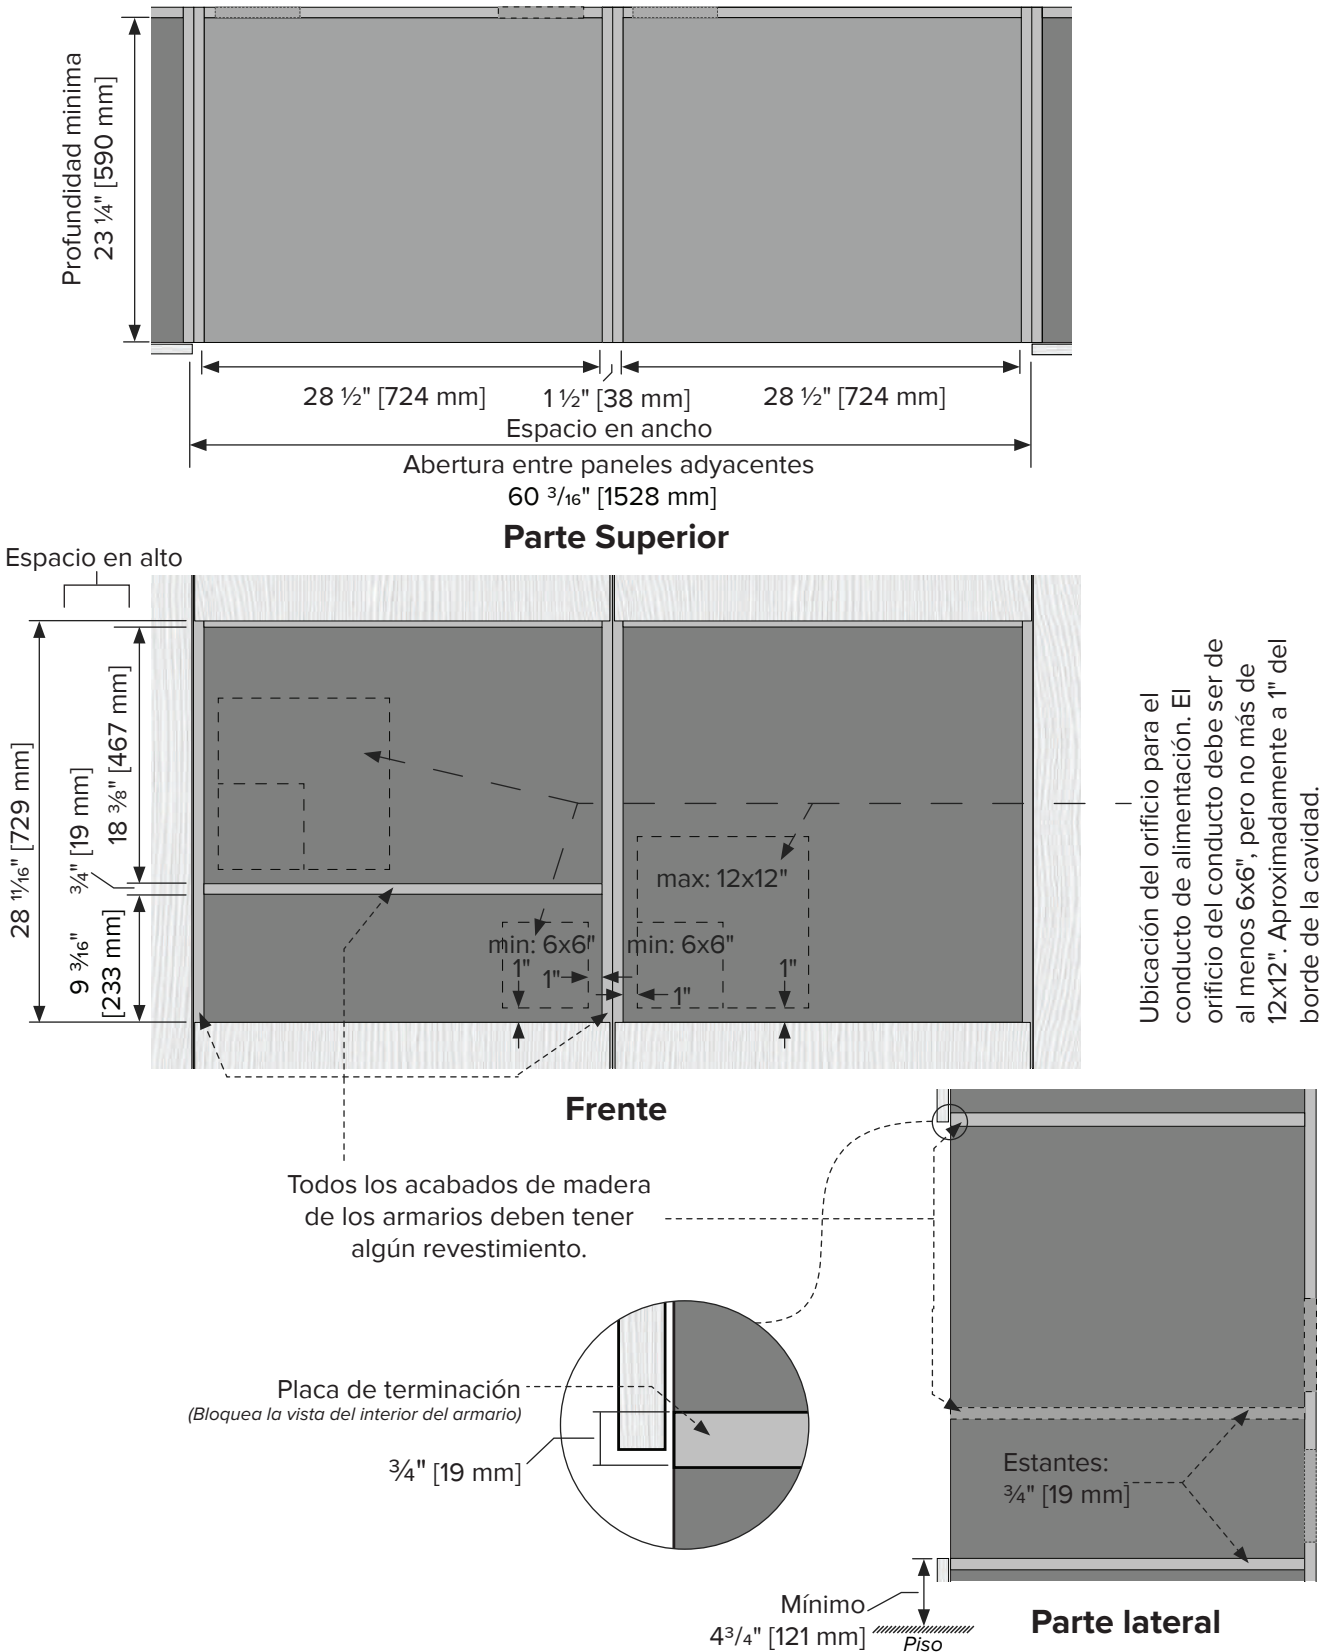 Profundidad minima
23 ¼" [590 mm]
28 ½" [724 mm]
1 ½" [38 mm]
28 ½" [724 mm]
Espacio en ancho
Abertura entre paneles adyacentes
60 ³/₁₆" [1528 mm]
Parte Superior
Espacio en alto
28 ¹¹⁄₁₆" [729 mm]
¾" [19 mm]
18 ⅜" [467 mm]
9 ³⁄₁₆"
[233 mm]
max: 12x12"
min: 6x6"
min: 6x6"
1"
1"
1"
1"
Ubicación del orificio para el
conducto de alimentación. El
orificio del conducto debe ser de
al menos 6x6", pero no más de
12x12". Aproximadamente a 1" del
borde de la cavidad.
Frente
Todos los acabados de madera
de los armarios deben tener
algún revestimiento.
Placa de terminación
(Bloquea la vista del interior del armario)
¾" [19 mm]
Estantes:
¾" [19 mm]
Mínimo
4³/₄" [121 mm]
Piso
Parte lateral